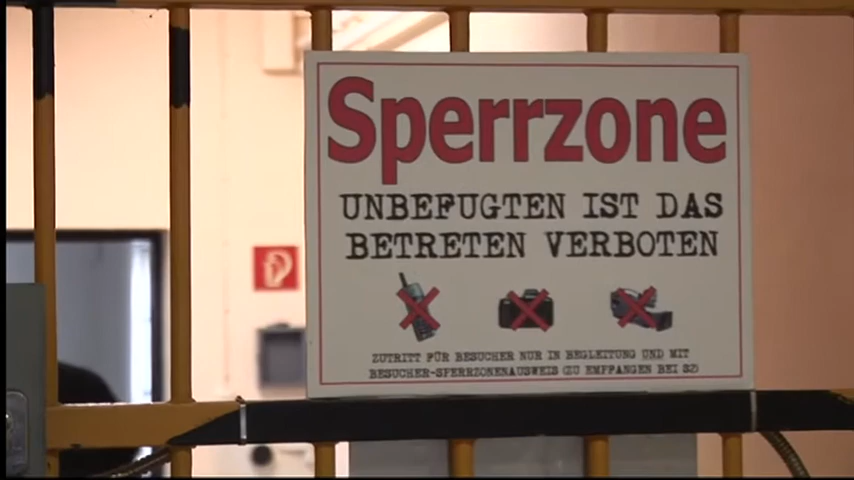 Sperrzone
UNBEFUGTEN IST DAS
BETRETEN VERBOTEN
ZUTRITT FÜR BESUCHER NUR IN BEGLEITUNG UND MIT
BESUCHER-SPERRZONENAUSWEIS (ZU EMPFANGEN BEI S2)